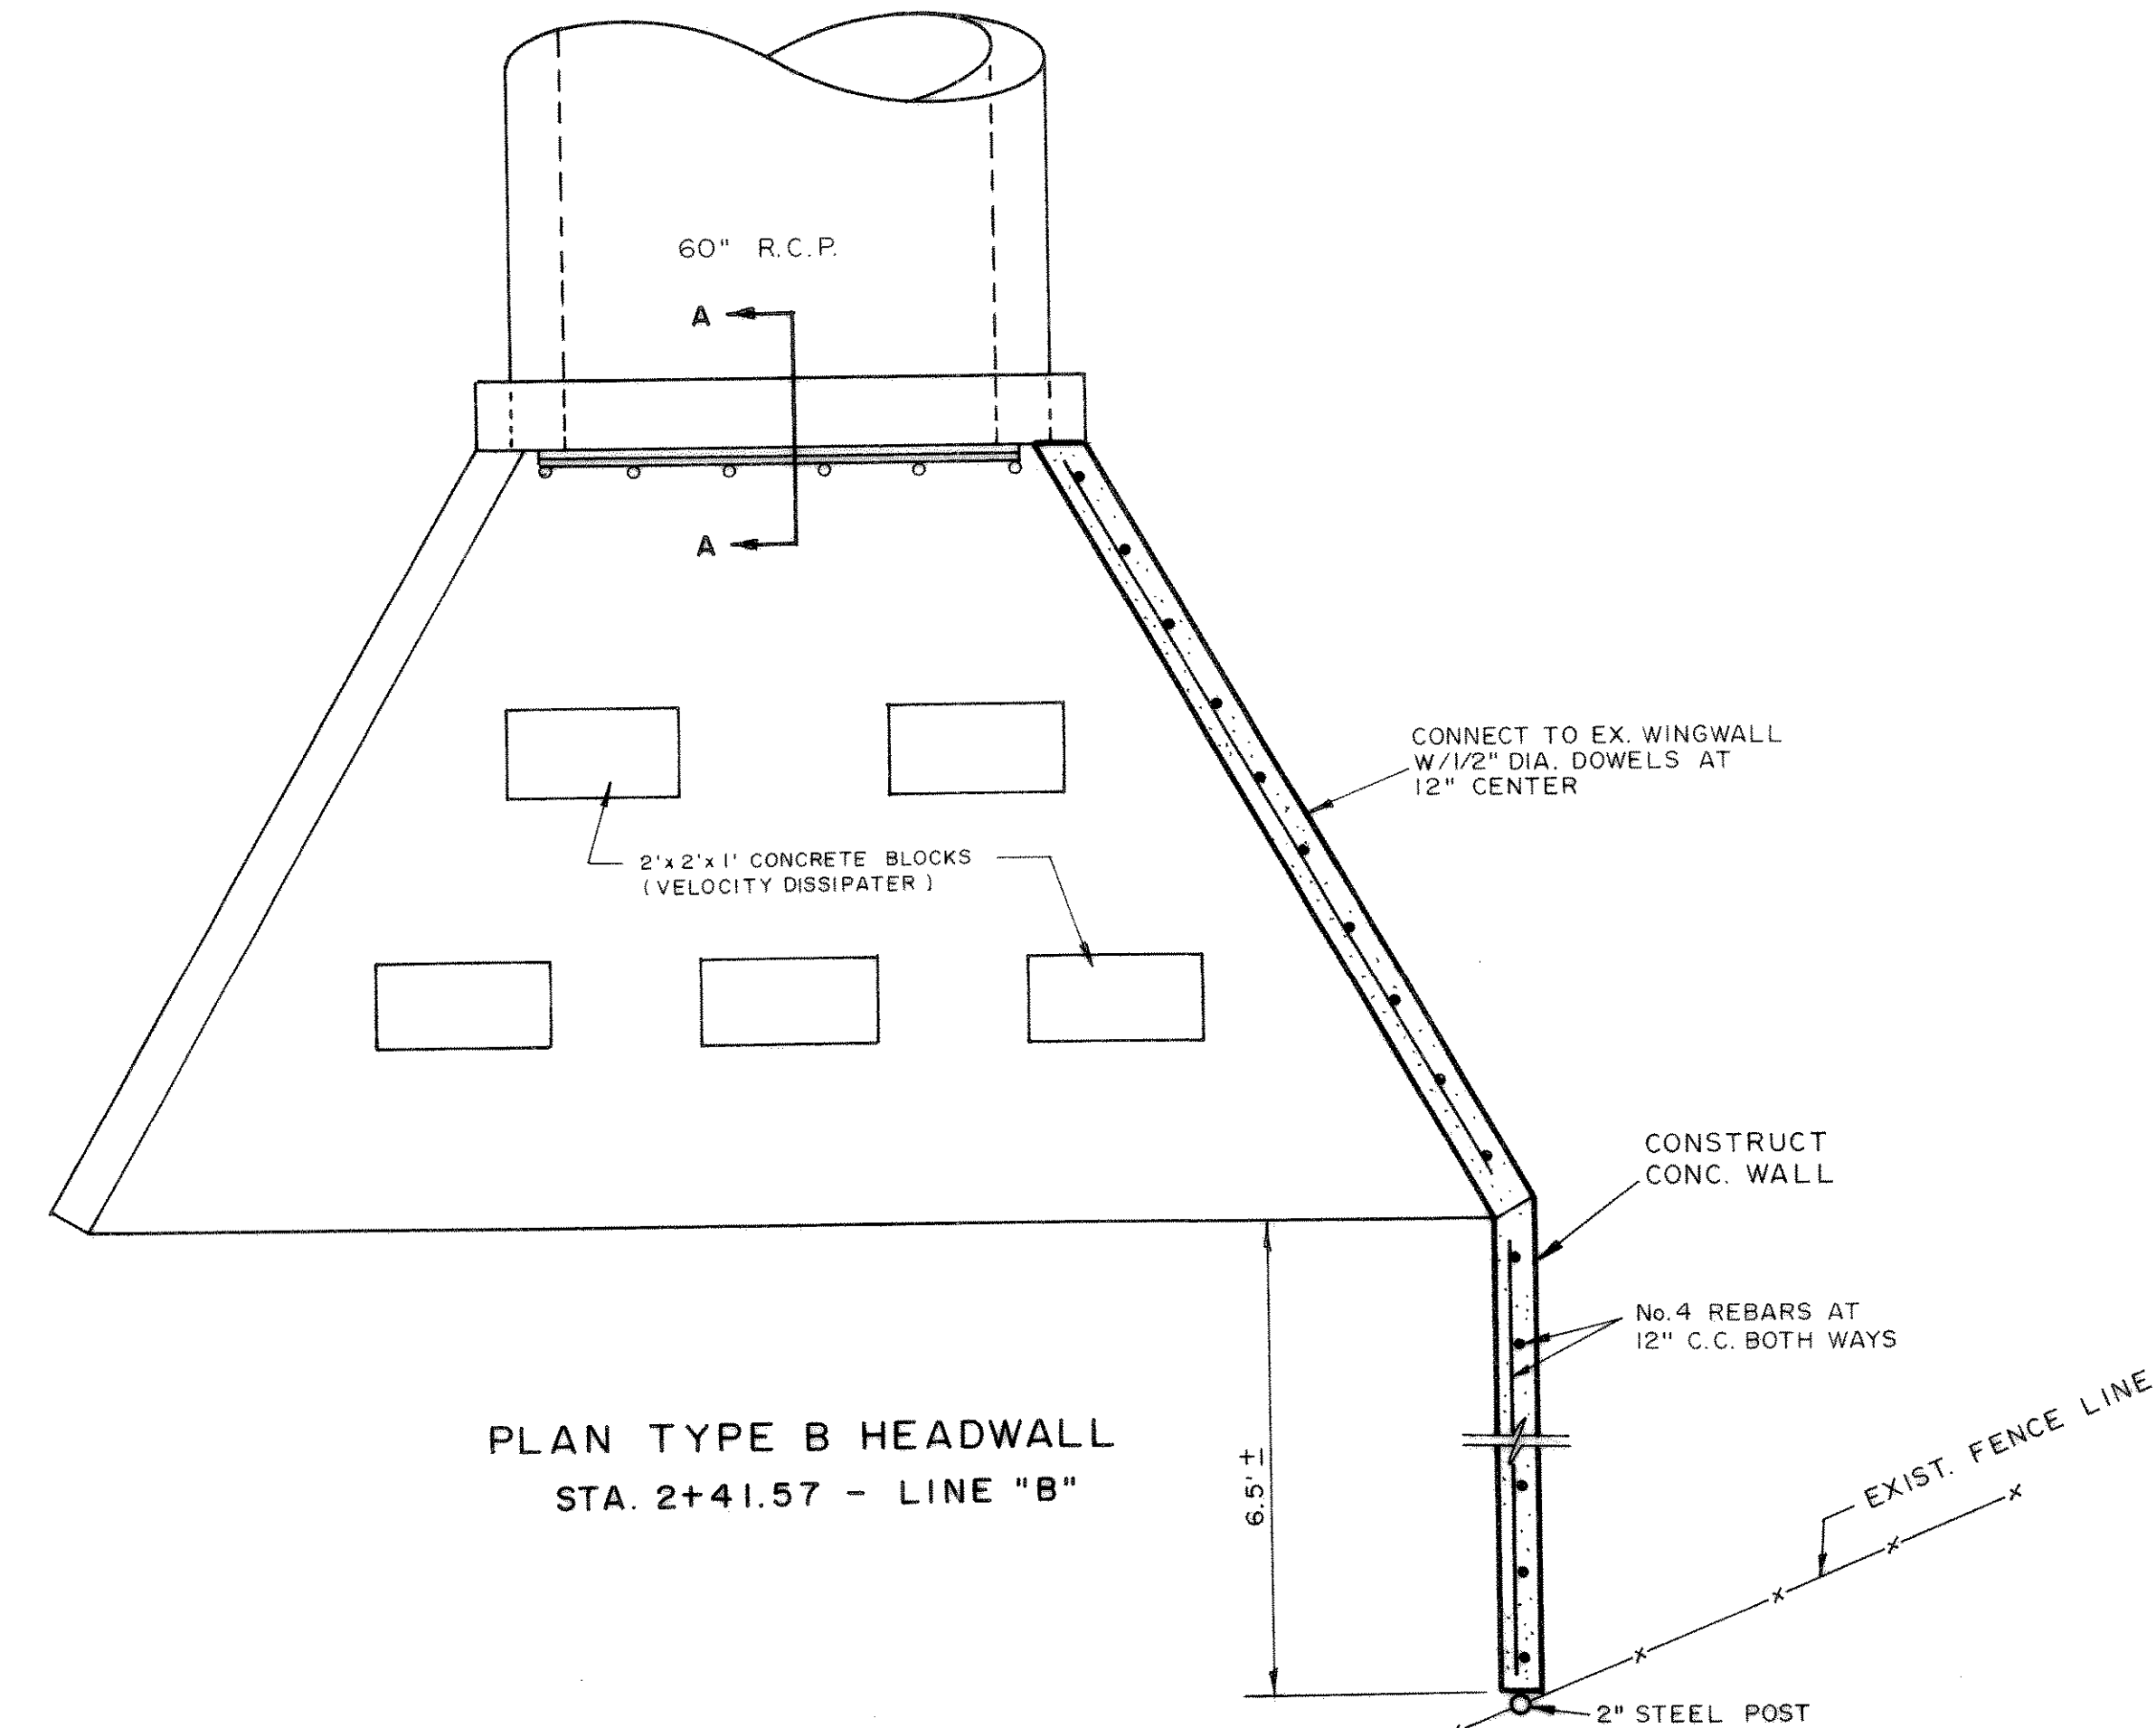 60" R.C.P.
A
A
CONNECT TO EX. WINGWALL
W/1/2" DIA. DOWELS AT
12" CENTER
2'x 2'x 1' CONCRETE BLOCKS
(VELOCITY DISSIPATER)
CONSTRUCT
CONC. WALL
No.4 REBARS AT
12" C.C. BOTH WAYS
EXIST. FENCE LINE
PLAN TYPE B HEADWALL
STA. 2+41.57 - LINE "B"
6.5' ±
2" STEEL POST